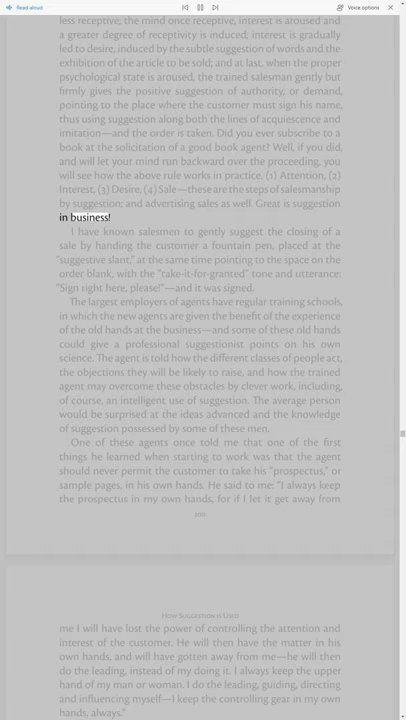 Read aloud
Voice options
less receptive; the mind once receptive, interest is aroused and
a greater degree of receptivity is induced; interest is gradually
led to desire, induced by the subtle suggestion of words and the
exhibition of the article to be sold; and at last, when the proper
psychological state is aroused, the trained salesman gently but
firmly gives the positive suggestion of authority, or demand,
pointing to the place where the customer must sign his name,
thus using suggestion along both the lines of acquiescence and
imitation—and the order is taken. Did you ever subscribe to a
book at the solicitation of a good book agent? Well, if you did,
and will let your mind run backward over the proceeding, you
will see how the above rule works in practice. (1) Attention, (2)
Interest, (3) Desire, (4) Sale—these are the steps of salesmanship
by suggestion; and advertising sales as well. Great is suggestion
in business!
I have known salesmen to gently suggest the closing of a
sale by handing the customer a fountain pen, placed at the
“suggestive slant,” at the same time pointing to the space on the
order blank, with the “take-it-for-granted” tone and utterance:
“Sign right here, please!”—and it was signed.
The largest employers of agents have regular training schools,
in which the new agents are given the benefit of the experience
of the old hands at the business—and some of these old hands
could give a professional suggestionist points on his own
science. The agent is told how the different classes of people act,
the objections they will be likely to raise, and how the trained
agent may overcome these obstacles by clever work, including,
of course, an intelligent use of suggestion. The average person
would be surprised at the ideas advanced and the knowledge
of suggestion possessed by some of these men.
One of these agents once told me that one of the first
things he learned when starting to work was that the agent
should never permit the customer to take his “prospectus,” or
sample pages, in his own hands. He said to me: “I always keep
the prospectus in my own hands, for if I let it get away from
How Suggestion is Used
me I will have lost the power of controlling the attention and
interest of the customer. He will then have the matter in his
own hands, and will have gotten away from me—he will then
do the leading, instead of my doing it. I always keep the upper
hand of my man or woman. I do the leading, guiding, directing
and influencing myself—I keep the controlling gear in my own
hands, always.”